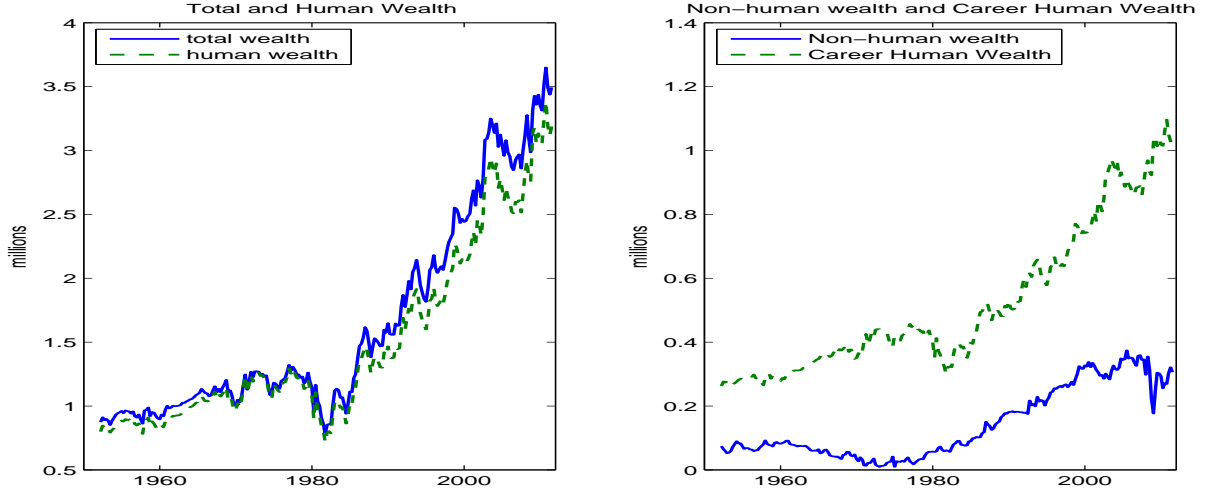 Total and Human Wealth
4
3.5
3
2.5
2
1.5
1
0.5
millions
total wealth
human wealth
1960
1980
2000
Non−human wealth and Career Human Wealth
1.4
1.2
1
0.8
0.6
0.4
0.2
0
millions
Non−human wealth
Career Human Wealth
1960
1980
2000